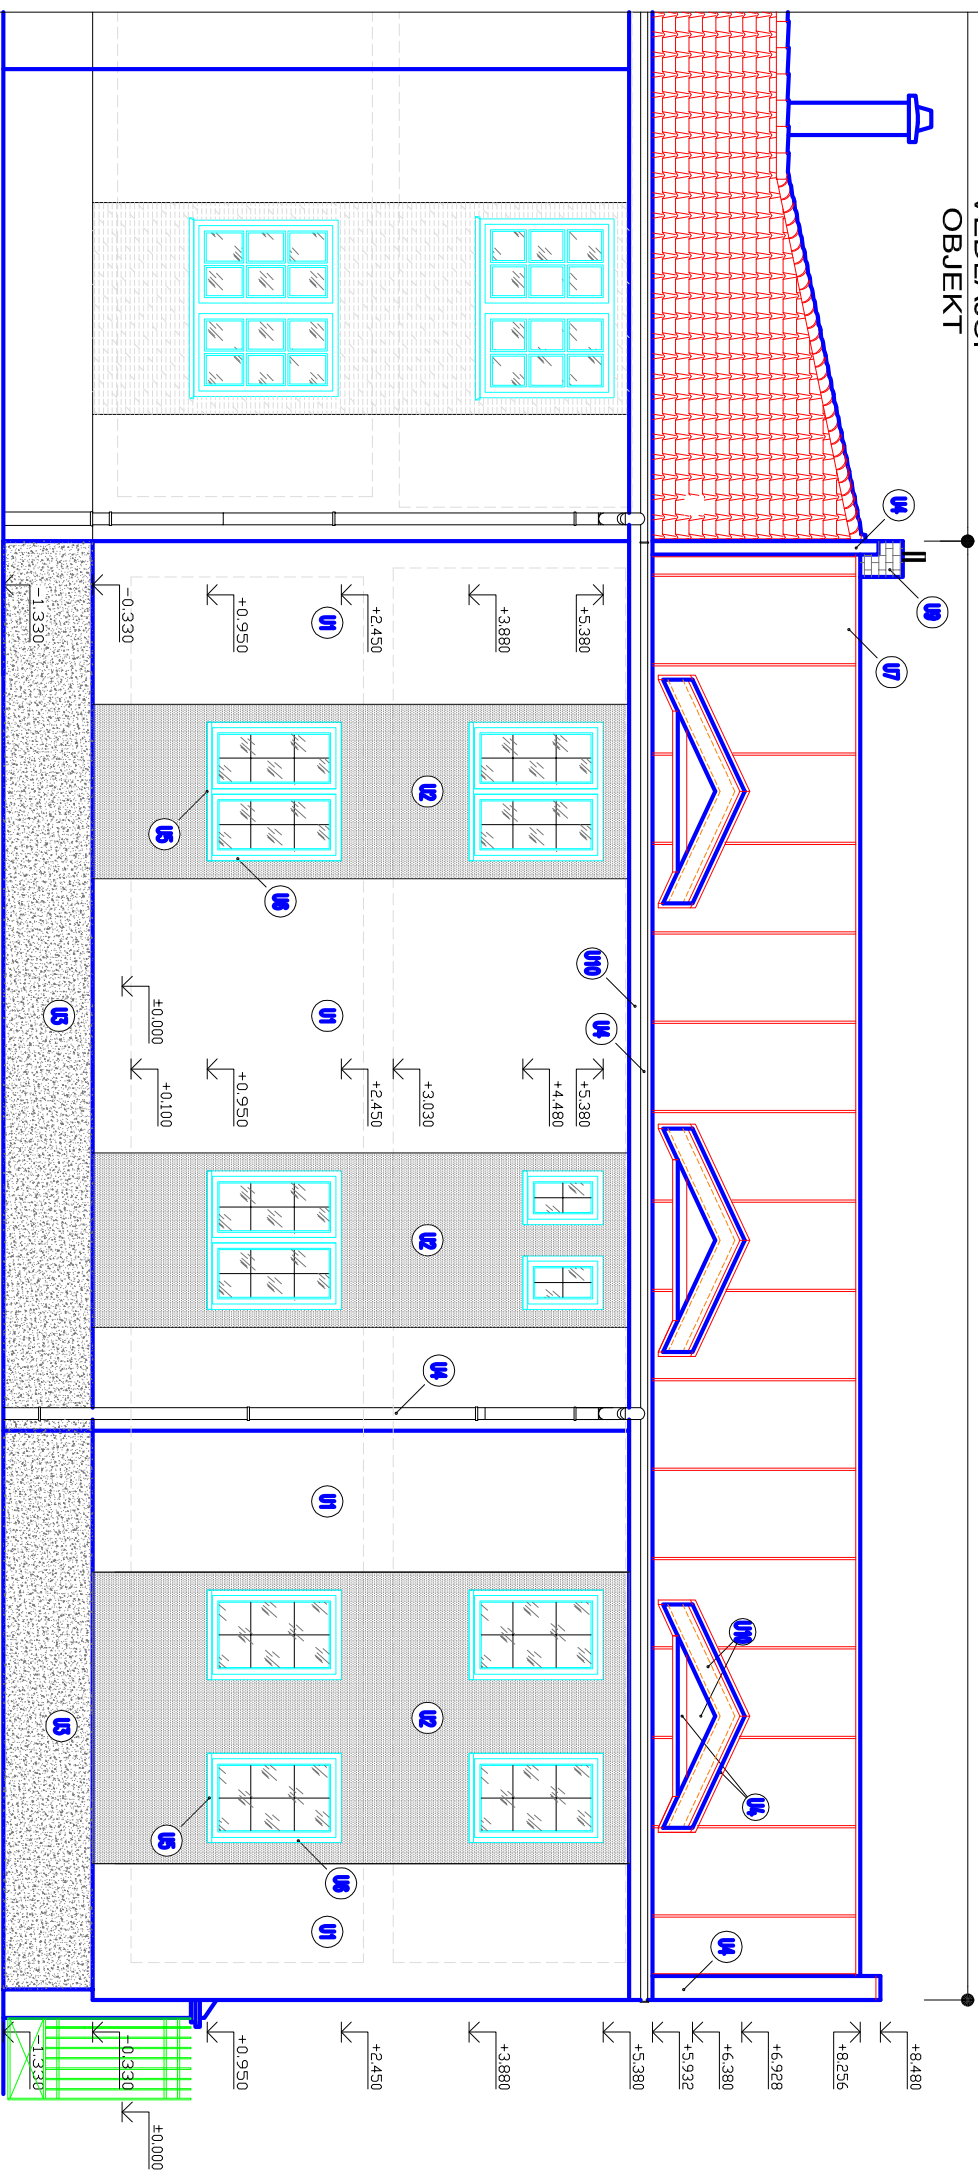 OBJEKT
U9
+8.480
U4
U7
+8.256
+6.928
U4
U10
U4
+6.380
+5.932
+5.380
U4
U10
+5.380
+5.380
+4.480
+3.880
+3.880
U4
U2
U2
U2
+3.030
+2.450
+2.450
+2.450
U6
U1
U1
U1
U1
U6
+0.950
+0.950
+0.950
U5
U5
+0.100
±0.000
±0.000
-0.330
-0.330
U3
U3
-1.330
-1.330